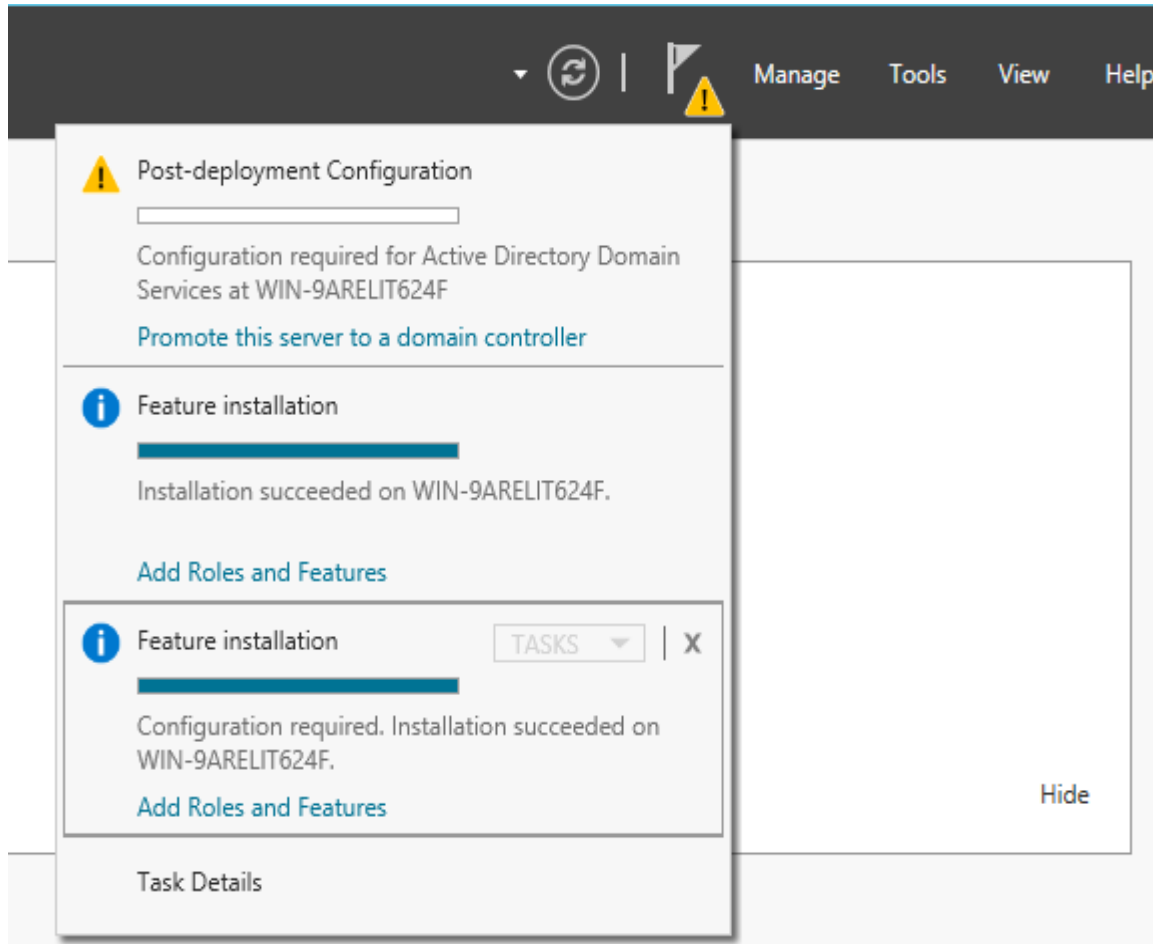 Manage Tools View Help
Post-deployment Configuration
Configuration required for Active Directory Domain
Services at WIN-9ARELIT624F
Promote this server to a domain controller
Feature installation
Installation succeeded on WIN-9ARELIT624F.
Add Roles and Features
Feature installation TASKS X
Configuration required. Installation succeeded on
WIN-9ARELIT624F.
Add Roles and Features
Hide
Task Details